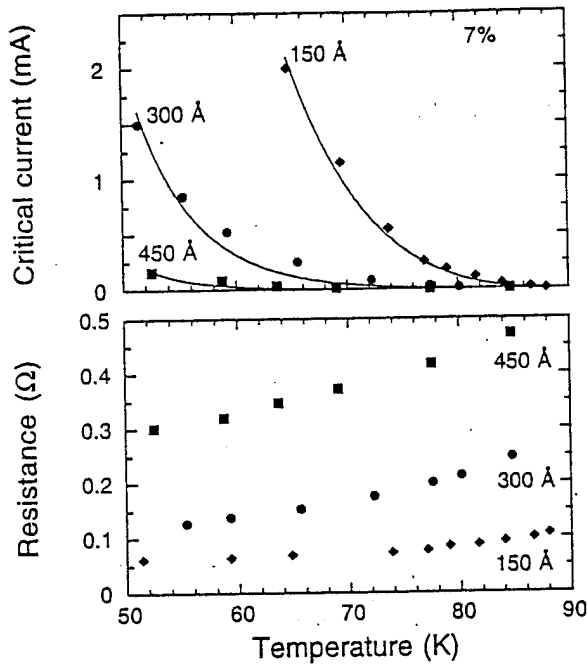 7%
150 Å
300 Å
450 Å
Critical current (mA)
2
1
0
0.5
0.4
0.3
0.2
0.1
0
Resistance (Ω)
450 Å
300 Å
150 Å
50 60 70 80 90
Temperature (K)